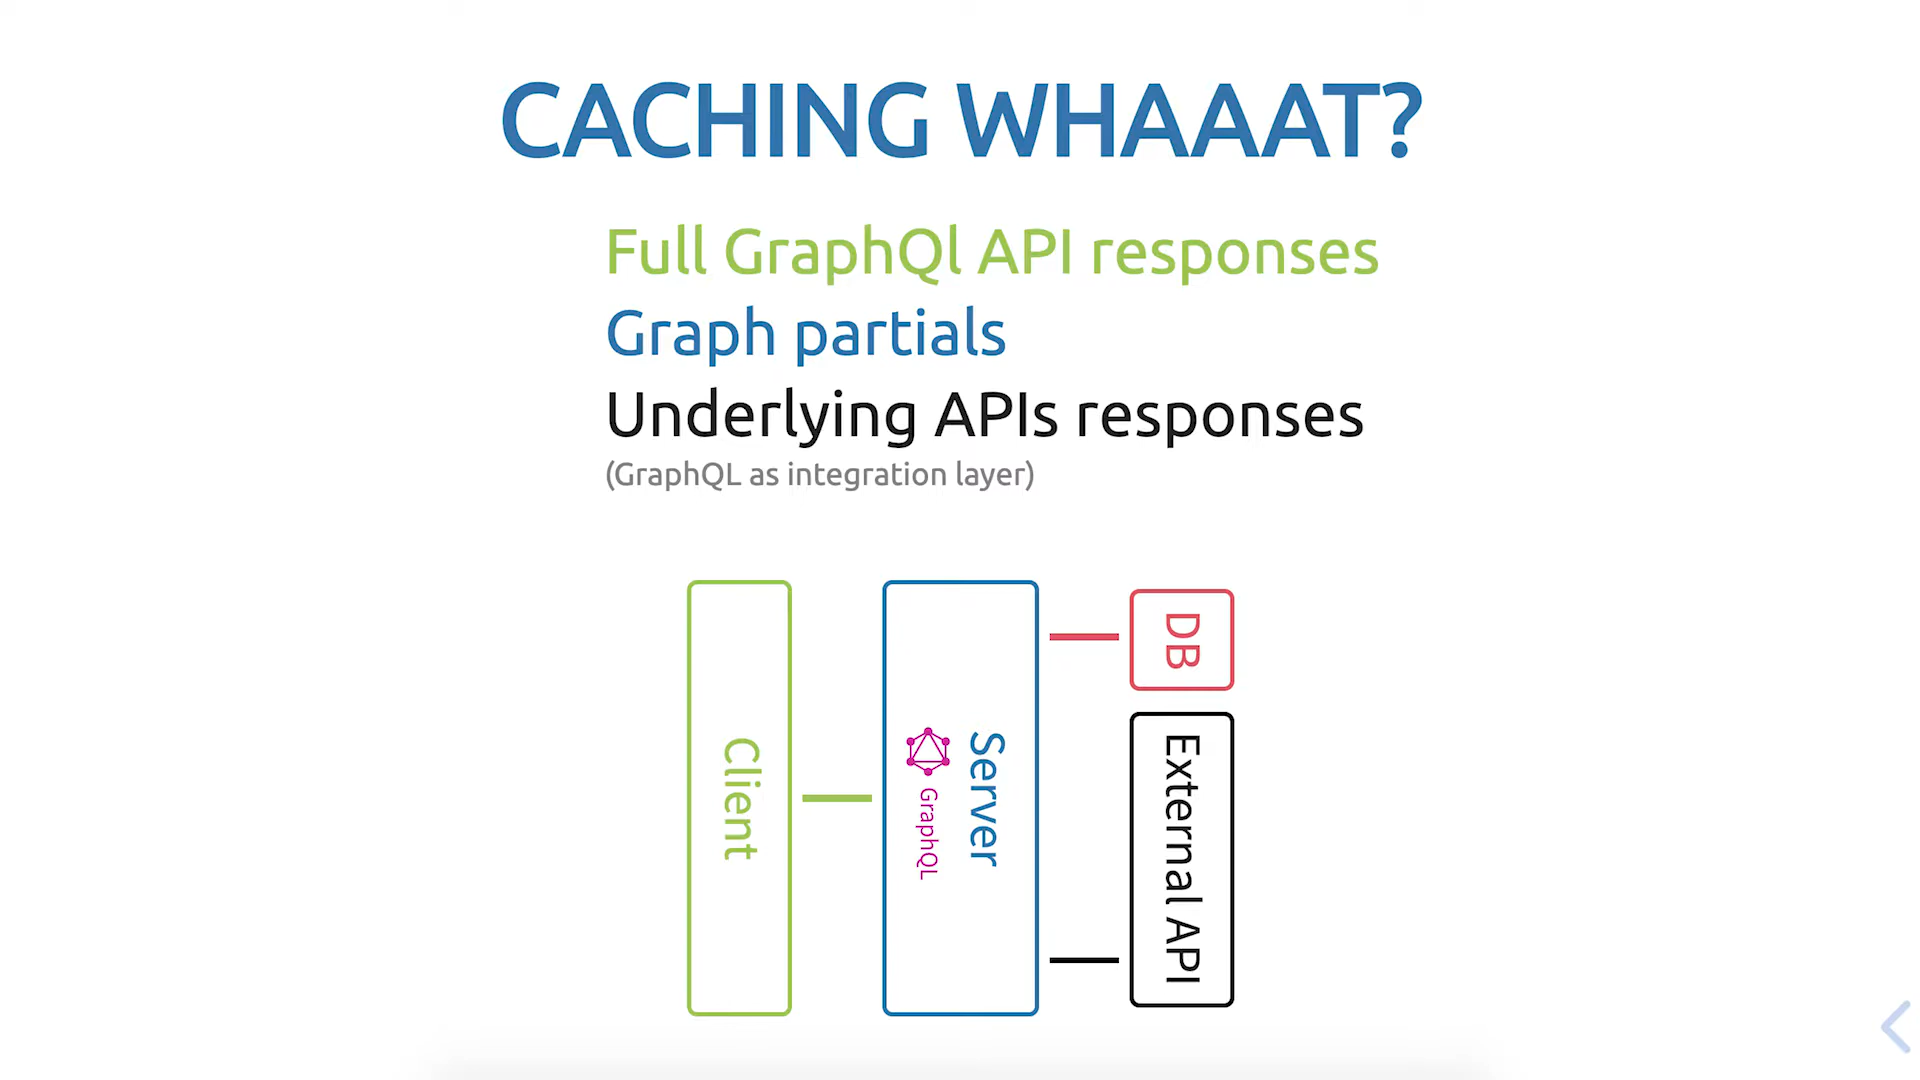 CACHING WHAAAT?
Full GraphQl API responses
Graph partials
Underlying APIs responses
(GraphQL as integration layer)
Client
Server
GraphQL
DB
External API